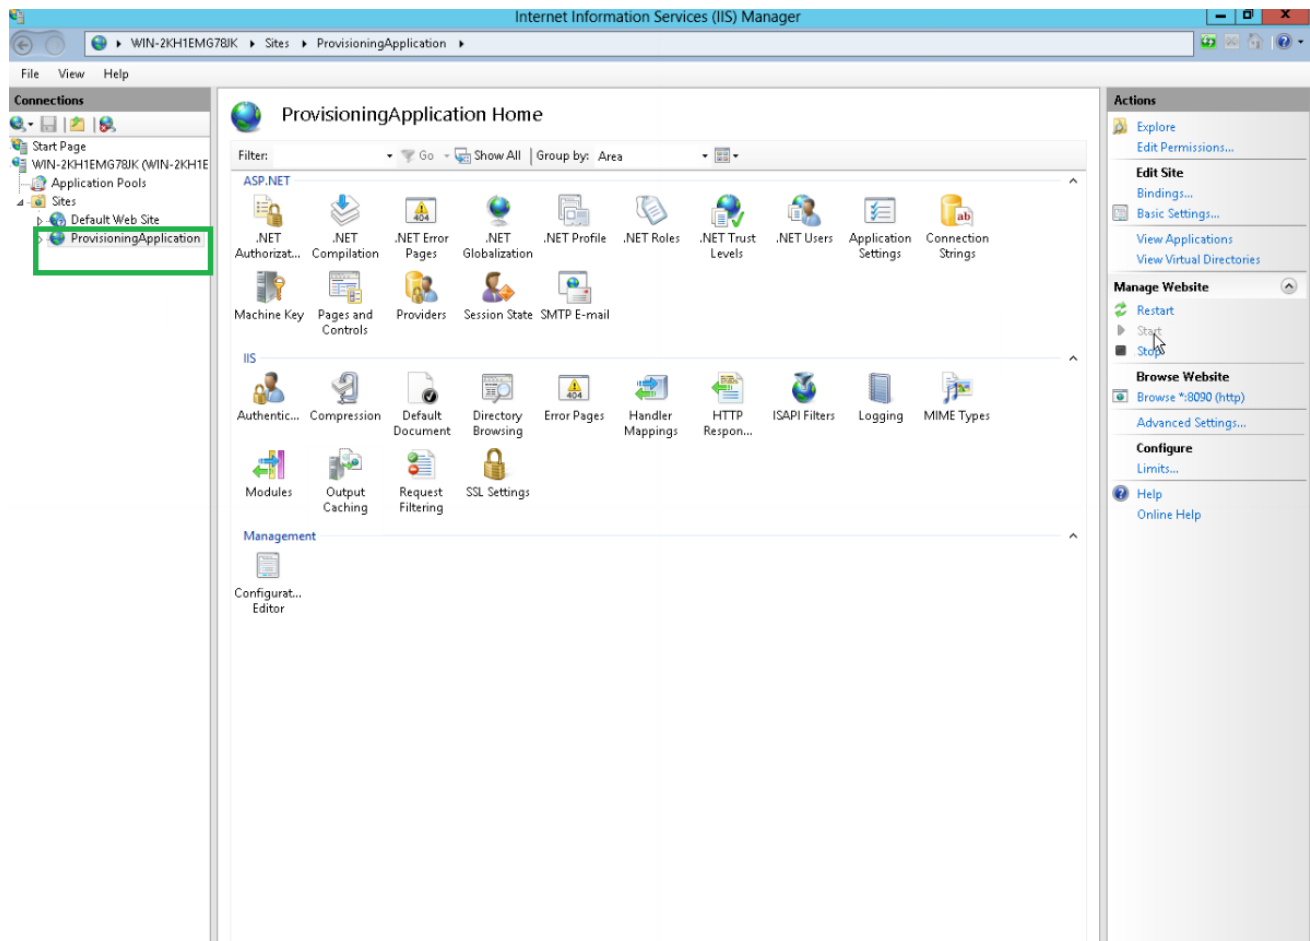 Internet Information Services (IIS) Manager
WIN-2KH1EMG78JK Sites ProvisioningApplication
File View Help
Connections
Start Page
WIN-2KH1EMG78JK (WIN-2KH1E
Application Pools
Sites
Default Web Site
ProvisioningApplication
ProvisioningApplication Home
Filter: Go Show All Group by: Area
ASP.NET
.NET Authorizat...
.NET Compilation
.NET Error Pages
.NET Globalization
.NET Profile
.NET Roles
.NET Trust Levels
.NET Users
Application Settings
Connection Strings
Machine Key
Pages and Controls
Providers
Session State
SMTP E-mail
IIS
Authentic...
Compression
Default Document
Directory Browsing
Error Pages
Handler Mappings
HTTP Respon...
ISAPI Filters
Logging
MIME Types
Modules
Output Caching
Request Filtering
SSL Settings
Management
Configurat... Editor
Actions
Explore
Edit Permissions...
Edit Site
Bindings...
Basic Settings...
View Applications
View Virtual Directories
Manage Website
Restart
Start
Stop
Browse Website
Browse *:8090 (http)
Advanced Settings...
Configure
Limits...
Help
Online Help